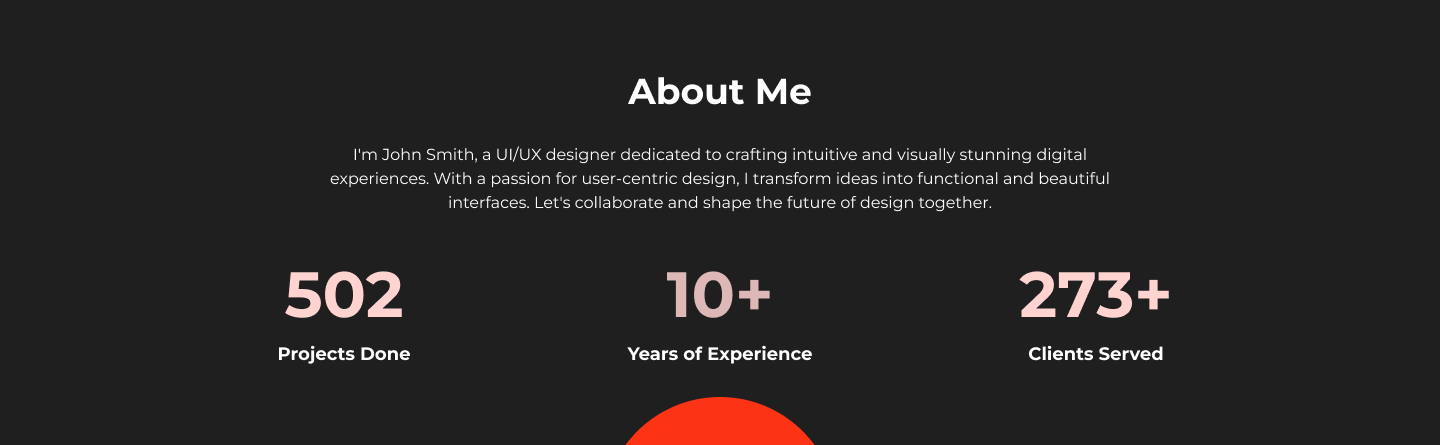 About Me
I'm John Smith, a UI/UX designer dedicated to crafting intuitive and visually stunning digital
experiences. With a passion for user-centric design, I transform ideas into functional and beautiful
interfaces. Let's collaborate and shape the future of design together.
502
10+
273+
Projects Done
Years of Experience
Clients Served